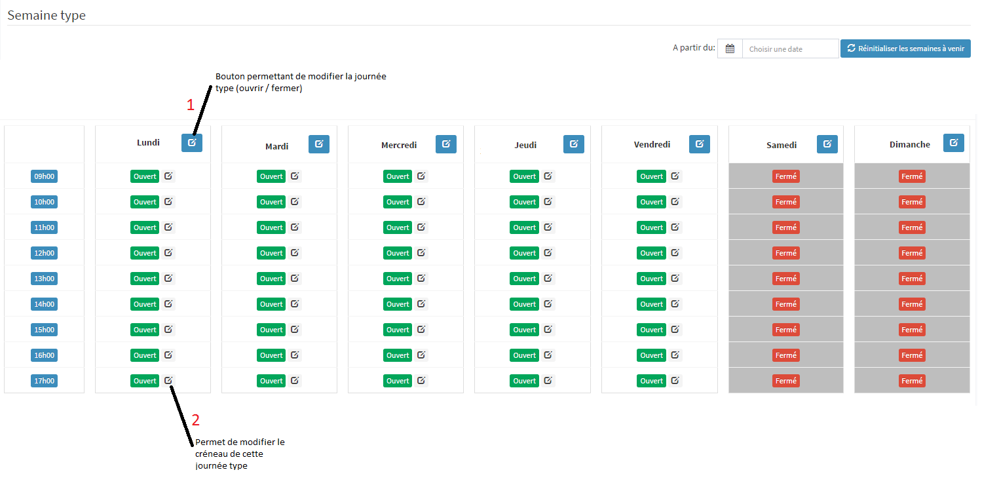 Semaine type
A partir du: Choisir une date Réinitialiser les semaines à venir
Bouton permettant de modifier la journée
type (ouvrir / fermer)
1
Lundi Mardi Mercredi Jeudi Vendredi Samedi Dimanche
09h00 Ouvert Ouvert Ouvert Ouvert Ouvert Fermé Fermé
10h00 Ouvert Ouvert Ouvert Ouvert Ouvert Fermé Fermé
11h00 Ouvert Ouvert Ouvert Ouvert Ouvert Fermé Fermé
12h00 Ouvert Ouvert Ouvert Ouvert Ouvert Fermé Fermé
13h00 Ouvert Ouvert Ouvert Ouvert Ouvert Fermé Fermé
14h00 Ouvert Ouvert Ouvert Ouvert Ouvert Fermé Fermé
15h00 Ouvert Ouvert Ouvert Ouvert Ouvert Fermé Fermé
16h00 Ouvert Ouvert Ouvert Ouvert Ouvert Fermé Fermé
17h00 Ouvert Ouvert Ouvert Ouvert Ouvert Fermé Fermé
2
Permet de modifier le
créneau de cette
journée type